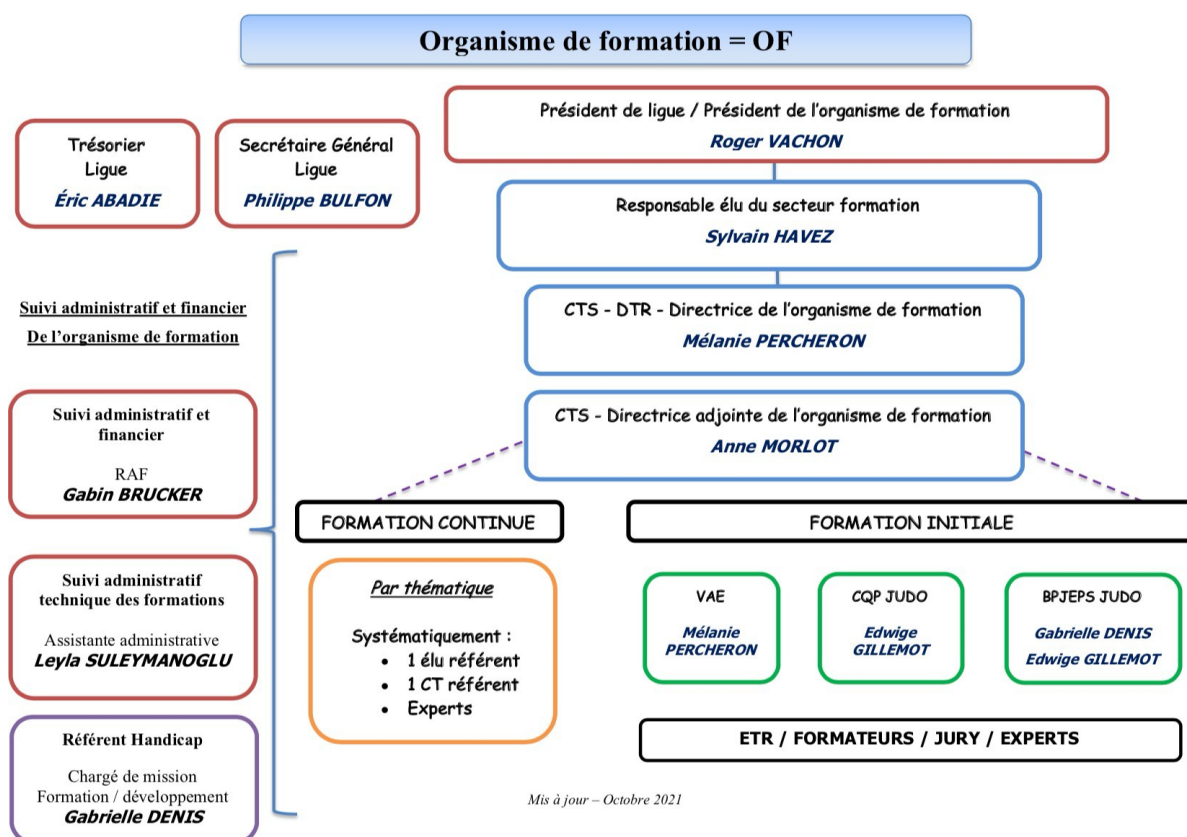 Organisme de formation = OF
Président de ligue / Président de l'organisme de formation
Roger VACHON
Trésorier
Ligue
Éric ABADIE
Secrétaire Général
Ligue
Philippe BULFON
Responsable élu du secteur formation
Sylvain HAVEZ
CTS - DTR - Directrice de l'organisme de formation
Mélanie PERCHERON
CTS - Directrice adjointe de l'organisme de formation
Anne MORLOT
Suivi administratif et financier
De l'organisme de formation
Suivi administratif et
financier
RAF
Gabin BRUCKER
Suivi administratif
technique des formations
Assistante administrative
Leyla SULEYMANOGLU
Référent Handicap
Chargé de mission
Formation / développement
Gabrielle DENIS
FORMATION CONTINUE
Par thématique
Systématiquement :
• 1 élu référent
• 1 CT référent
• Experts
FORMATION INITIALE
VAE
Mélanie
PERCHERON
CQP JUDO
Edwige
GILLEMOT
BPJEPS JUDO
Gabrielle DENIS
Edwige GILLEMOT
ETR / FORMATEURS / JURY / EXPERTS
Mis à jour – Octobre 2021